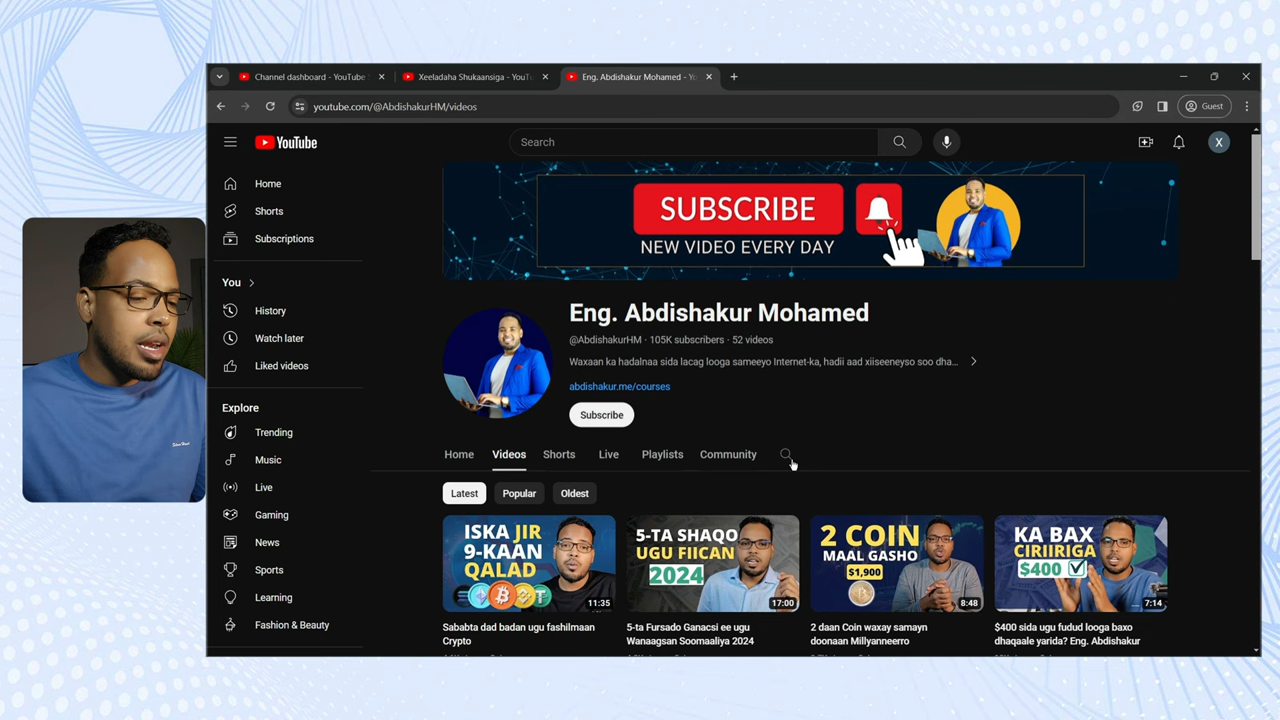 Channel dashboard - YouTube
Xeeladaha Shukaansiga - YouT
Eng. Abdishakur Mohamed - Yo
youtube.com/@AbdishakurHM/videos
Guest
YouTube
Search
X
Home
Shorts
Subscriptions
You
History
Watch later
Liked videos
Explore
Trending
Music
Live
Gaming
News
Sports
Learning
Fashion & Beauty
SUBSCRIBE
NEW VIDEO EVERY DAY
Eng. Abdishakur Mohamed
@AbdishakurHM · 105K subscribers · 52 videos
Waxaan ka hadalnaa sida lacag looga sameeyo Internet-ka, hadii aad xiiseeneyso soo dha...
abdishakur.me/courses
Subscribe
Home Videos Shorts Live Playlists Community
Latest Popular Oldest
ISKA JIR
9-KAAN
QALAD
11:35
Sababta dad badan ugu fashilmaan
Crypto
5-TA SHAQO
UGU FIICAN
2024
17:00
5-ta Fursado Ganacsi ee ugu
Wanaagsan Soomaaliya 2024
2 COIN
MAAL GASHO
$1,900
8:48
2 daan Coin waxay samayn
doonaan Millyanneerro
KA BAX
CIRIIRIGA
$400
7:14
$400 sida ugu fudud looga baxo
dhaqaale yarida? Eng. Abdishakur